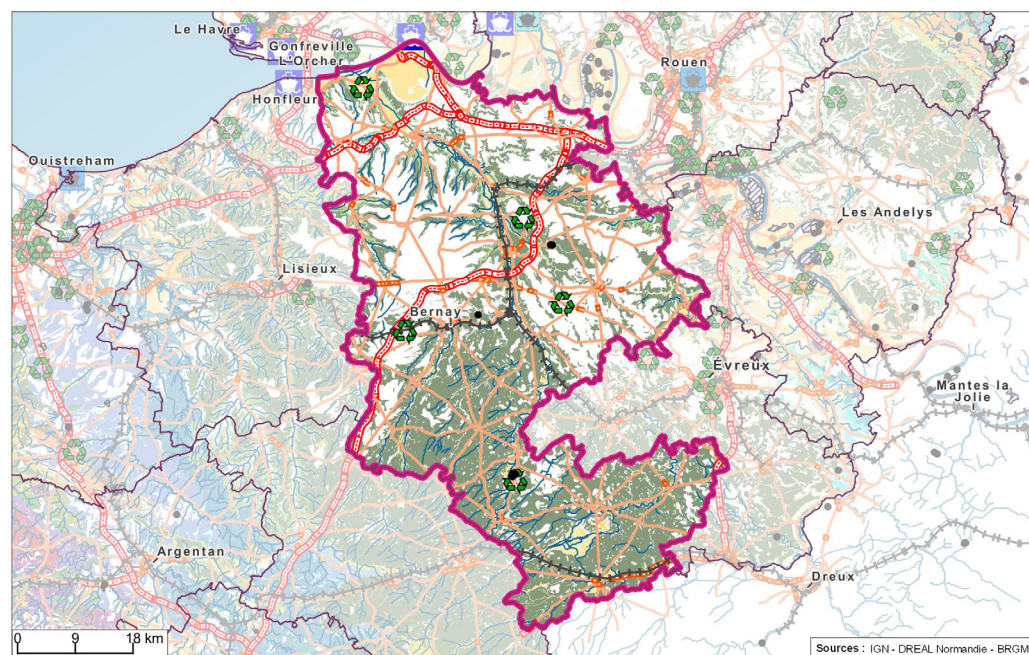 Le Havre
Gonfreville
L'Orcher
Honfleur
Rouen
Ouistreham
Les Andelys
Lisieux
Bernay
Évreux
Mantes la
Jolie
Argentan
Dreux
0 9 18 km
Sources : IGN - DREAL Normandie - BRGM